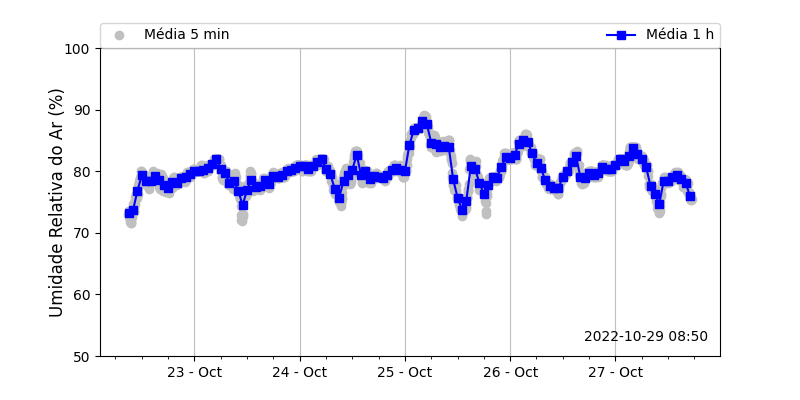 Média 5 min
Média 1 h
Umidade Relativa do Ar (%)
100
90
80
70
60
50
2022-10-29 08:50
23 - Oct
24 - Oct
25 - Oct
26 - Oct
27 - Oct